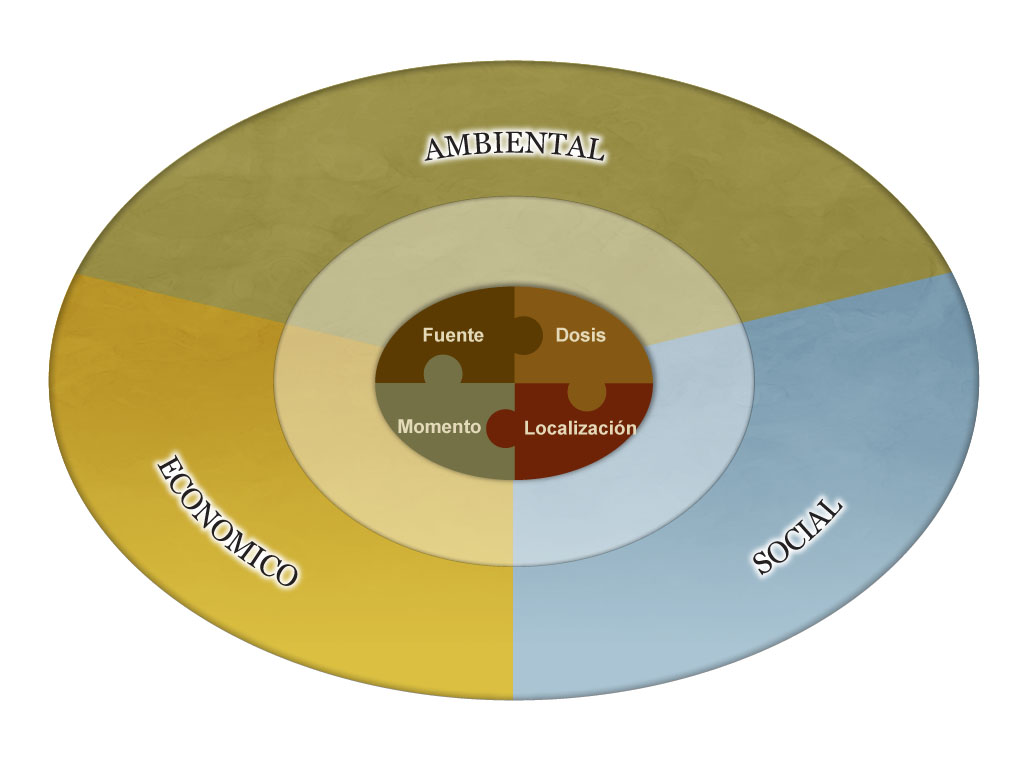 AMBIENTAL
Fuente
Dosis
Momento
Localización
ECONOMICO
SOCIAL